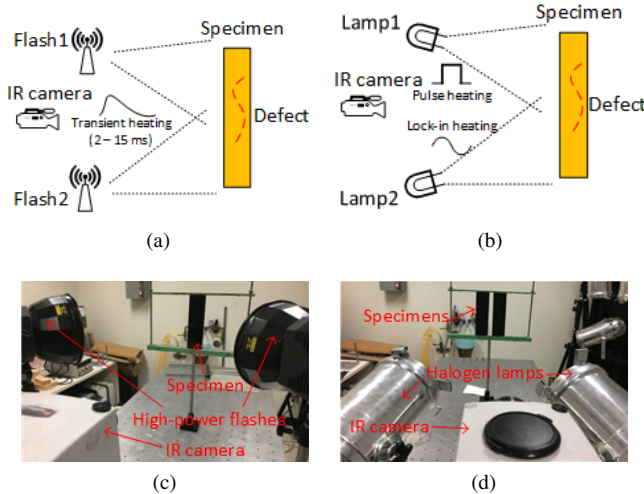 Flash1
Specimen
IR camera
Transient heating
(2 – 15 ms)
Defect
Flash2
(a)
Lamp1
Specimen
IR camera
Pulse heating
Defect
Lock-in heating
Lamp2
(b)
Specimen
High-power flashes
IR camera
(c)
Specimens
Halogen lamps
IR camera
(d)